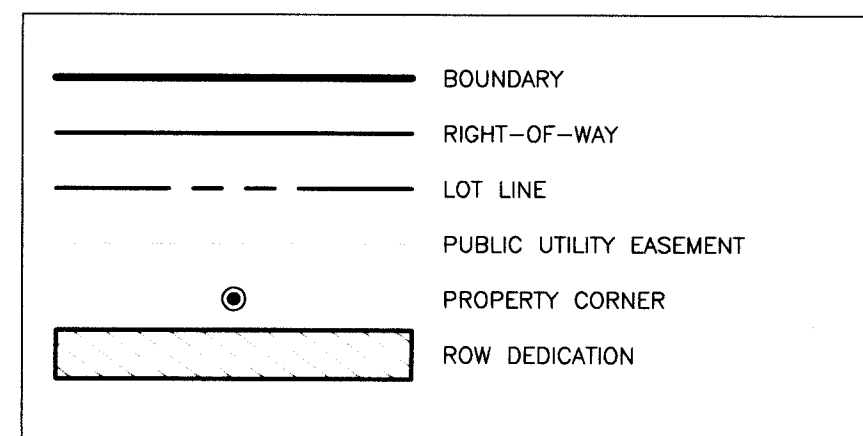 BOUNDARY
RIGHT-OF-WAY
LOT LINE
PUBLIC UTILITY EASEMENT
PROPERTY CORNER
ROW DEDICATION